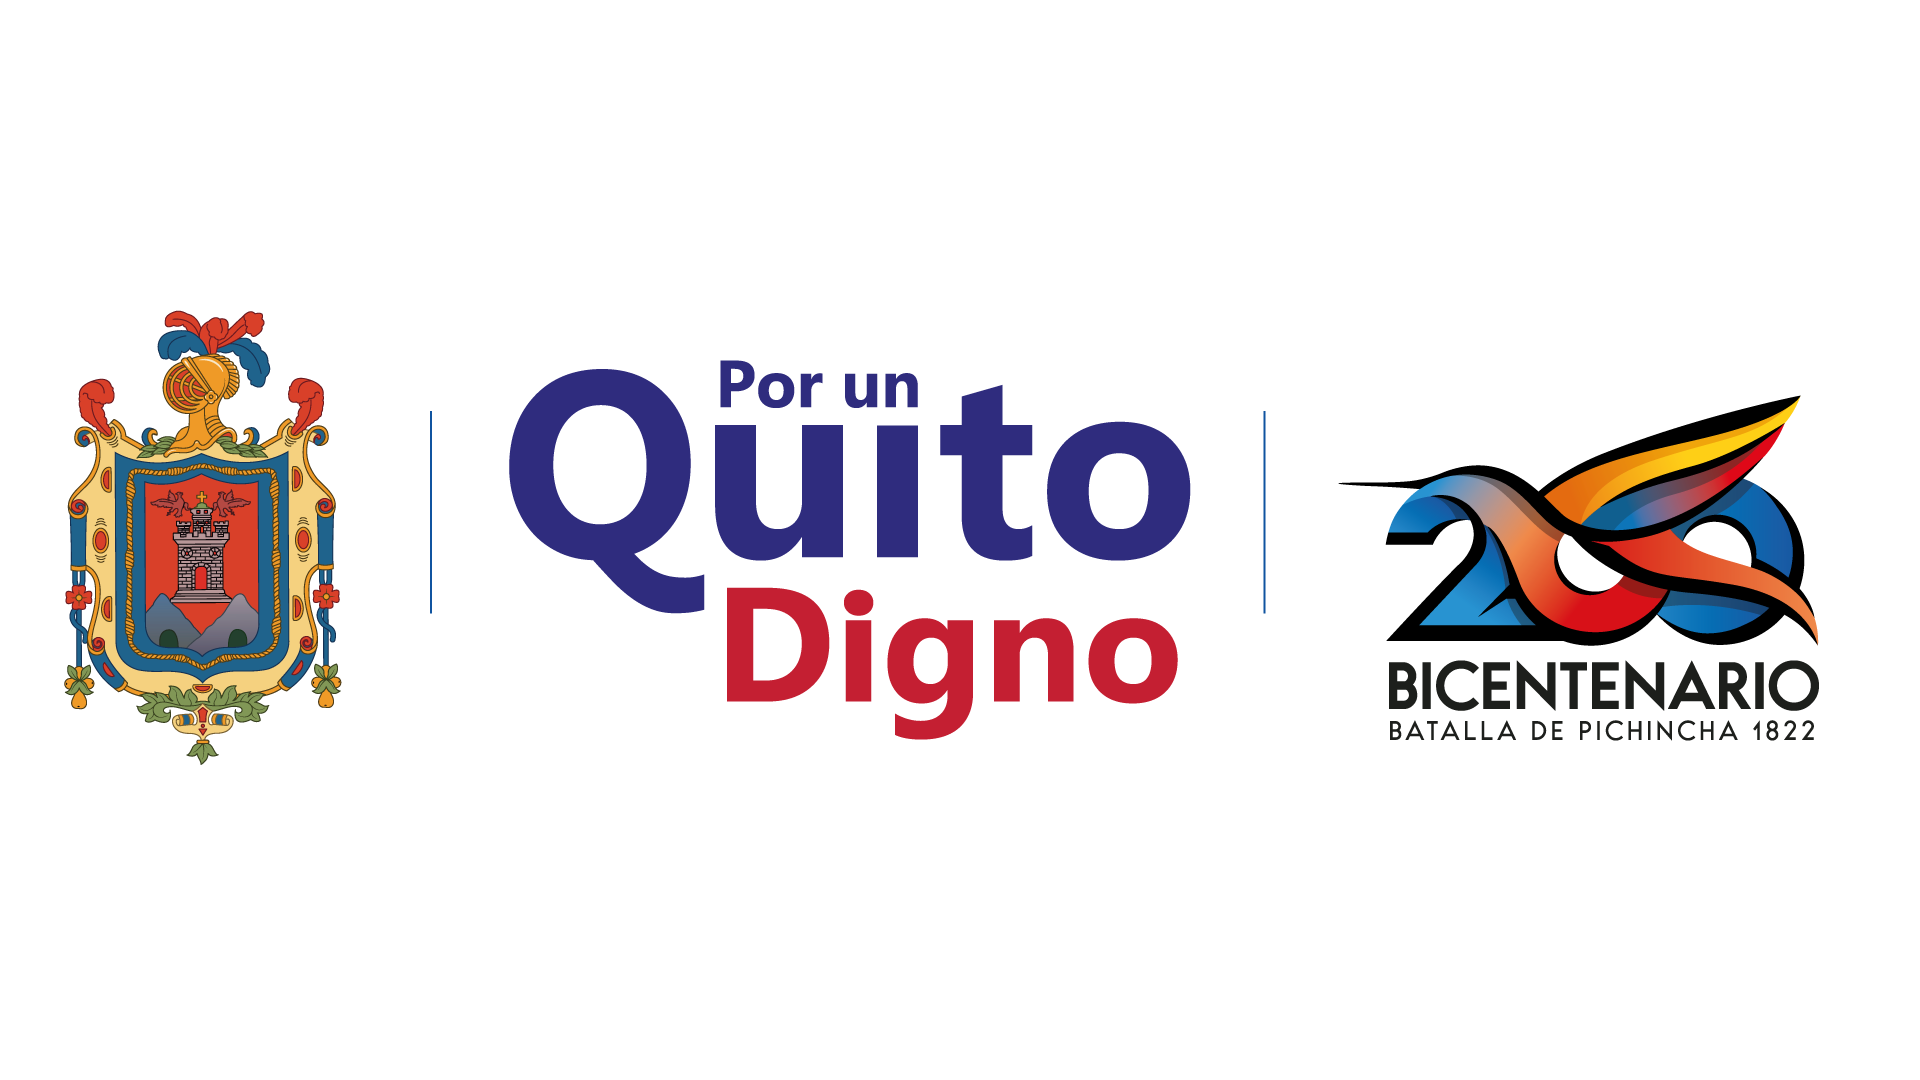 Por un
Quito
Digno
200
BICENTENARIO
BATALLA DE PICHINCHA 1822